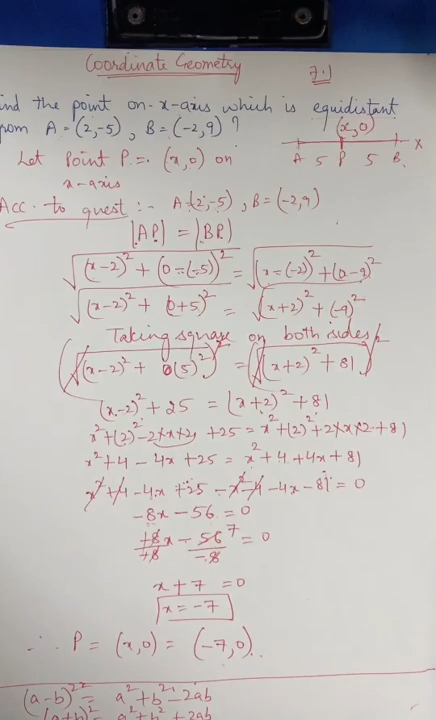 Coordinate Geometry 7.1
ind the point on x-axis which is equidistant
rom A = (2,-5) , B = (-2,9) ?
(x,0)
A 5 P 5 B X
Let Point P = (x,0) on
x-axis
Acc. to quest :- A(2,-5) , B = (-2,9)
|AP| = |BP|
√(x-2)² + (0-(-5))² = √(x-(-2))² + (0-9)²
√(x-2)² + (0+5)² = √(x+2)² + (-9)²
Taking square on both sides
(√(x-2)² + (5)²)² = (√(x+2)² + 81)²
(x-2)² + 25 = (x+2)² + 81
x² + (2)² - 2×x×2 + 25 = x² + (2)² + 2×x×2 + 81
x² + 4 - 4x + 25 = x² + 4 + 4x + 81
x² + 4 - 4x + 25 - x² - 4 - 4x - 81 = 0
-8x - 56 = 0
+8x/+8 - 56/-8 7 = 0
x + 7 = 0
x = -7
∴ P = (x,0) = (-7,0).
(a-b)² = a² + b² - 2ab
(a+b)² = a² + b² + 2ab